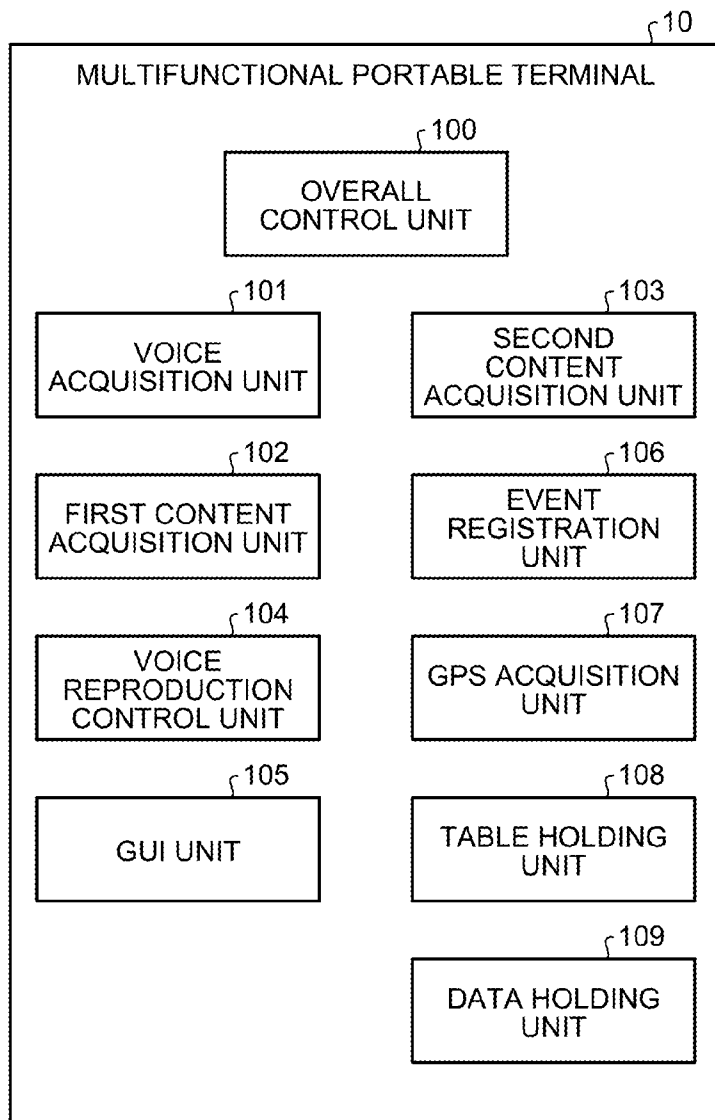 10
MULTIFUNCTIONAL PORTABLE TERMINAL
100
OVERALL
CONTROL UNIT
101
VOICE
ACQUISITION UNIT
103
SECOND
CONTENT
ACQUISITION UNIT
102
FIRST CONTENT
ACQUISITION UNIT
106
EVENT
REGISTRATION
UNIT
104
VOICE
REPRODUCTION
CONTROL UNIT
107
GPS ACQUISITION
UNIT
105
GUI UNIT
108
TABLE HOLDING
UNIT
109
DATA HOLDING
UNIT